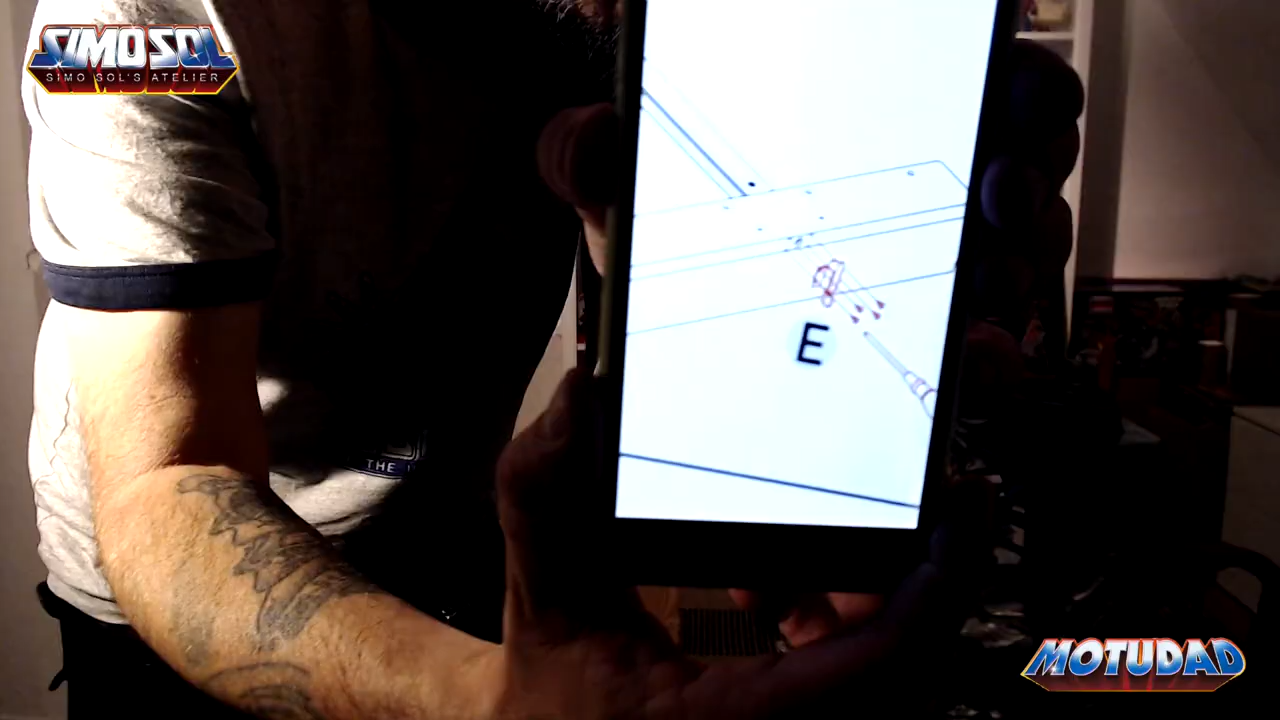 SIMO SOL
SIMO SOL'S ATELIER
E
THE
MOTUDAD